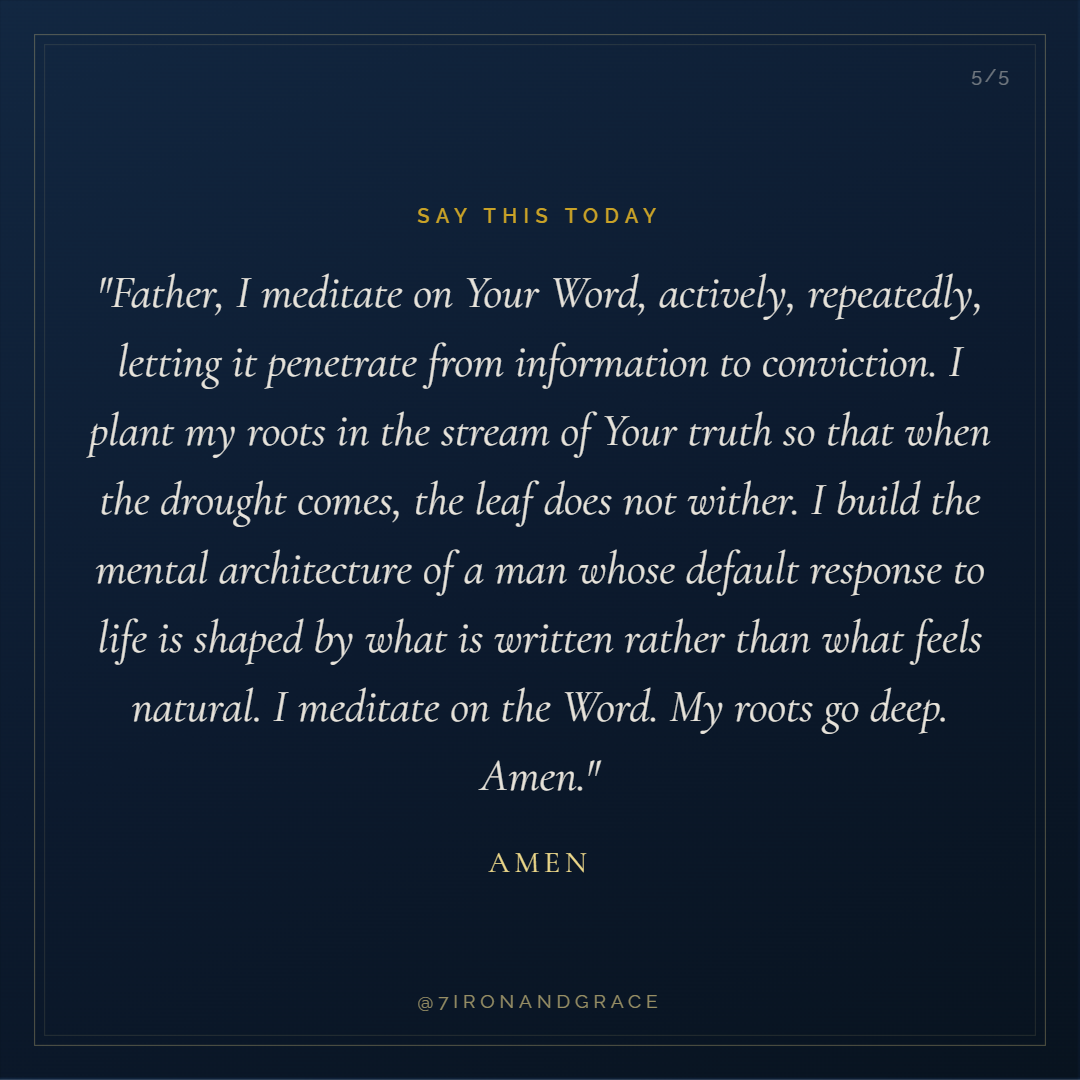 5/5
SAY THIS TODAY
"Father, I meditate on Your Word, actively, repeatedly,
letting it penetrate from information to conviction. I
plant my roots in the stream of Your truth so that when
the drought comes, the leaf does not wither. I build the
mental architecture of a man whose default response to
life is shaped by what is written rather than what feels
natural. I meditate on the Word. My roots go deep.
Amen."
AMEN
@7IRONANDGRACE